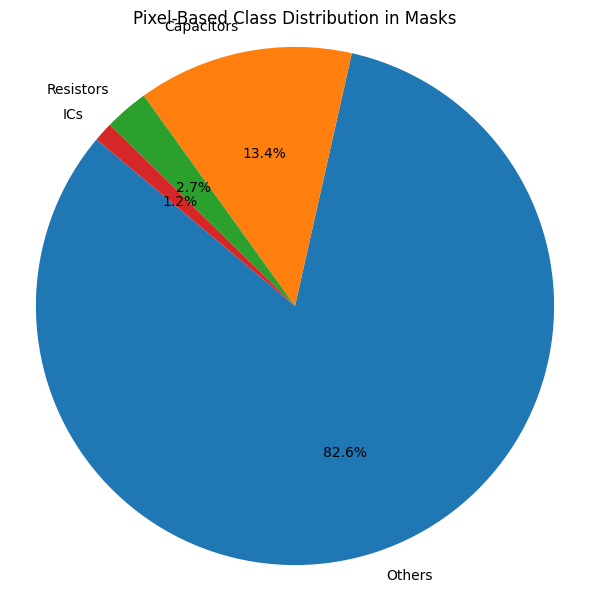 Pixel-Based Class Distribution in Masks
Capacitors
Resistors
ICs
13.4%
2.7%
1.2%
82.6%
Others